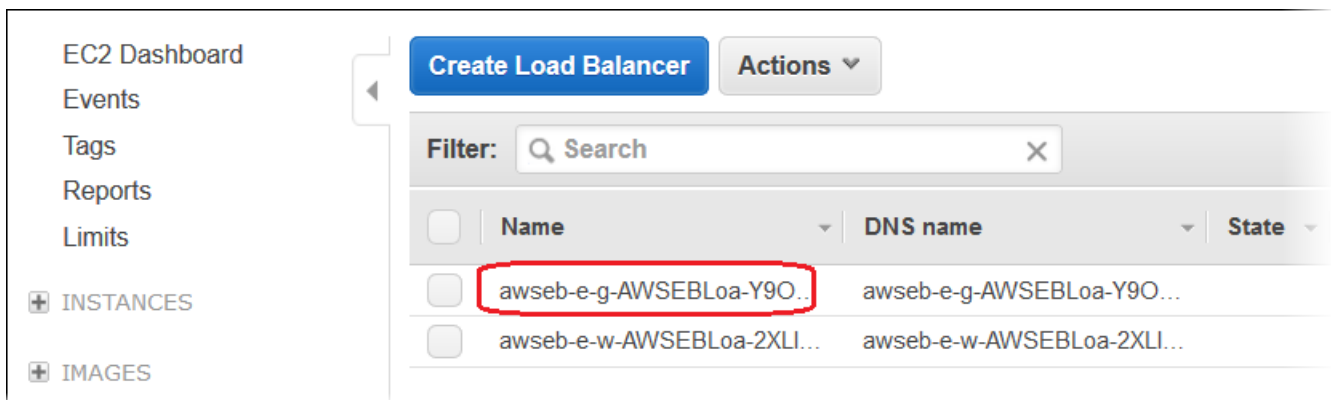 EC2 Dashboard
Events
Tags
Reports
Limits
INSTANCES
IMAGES
Create Load Balancer Actions
Filter: Search
Name DNS name State
awseb-e-g-AWSEBLoa-Y9O... awseb-e-g-AWSEBLoa-Y9O...
awseb-e-w-AWSEBLoa-2XLI... awseb-e-w-AWSEBLoa-2XLI...